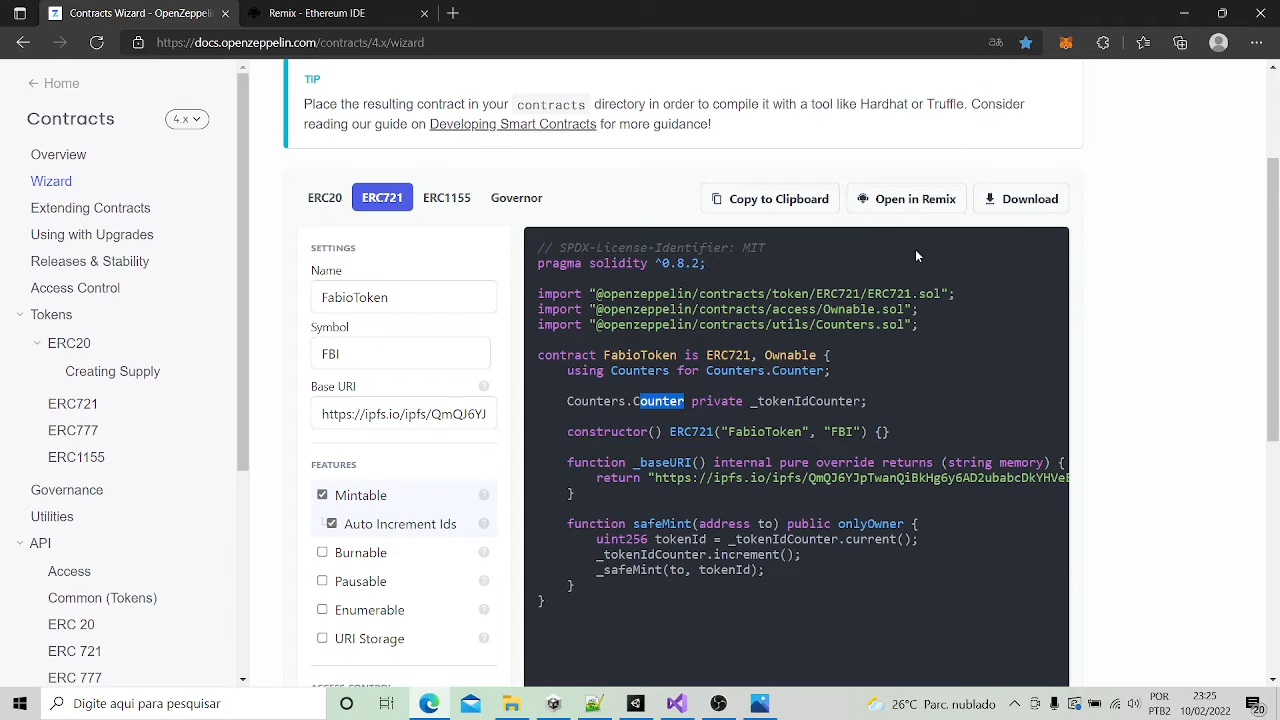 Contracts Wizard - OpenZeppelin
Remix - Ethereum IDE
https://docs.openzeppelin.com/contracts/4.x/wizard
Home
Contracts
4.x
Overview
Wizard
Extending Contracts
Using with Upgrades
Releases & Stability
Access Control
Tokens
ERC20
Creating Supply
ERC721
ERC777
ERC1155
Governance
Utilities
API
Access
Common (Tokens)
ERC 20
ERC 721
ERC 777
TIP
Place the resulting contract in your contracts directory in order to compile it with a tool like Hardhat or Truffle. Consider
reading our guide on Developing Smart Contracts for more guidance!
ERC20 ERC721 ERC1155 Governor
Copy to Clipboard Open in Remix Download
SETTINGS
Name
FabioToken
Symbol
FBI
Base URI
https://ipfs.io/ipfs/QmQJ6YJ
FEATURES
Mintable
Auto Increment Ids
Burnable
Pausable
Enumerable
URI Storage
ACCESS CONTROL
// SPDX-License-Identifier: MIT
pragma solidity ^0.8.2;
import "@openzeppelin/contracts/token/ERC721/ERC721.sol";
import "@openzeppelin/contracts/access/Ownable.sol";
import "@openzeppelin/contracts/utils/Counters.sol";
contract FabioToken is ERC721, Ownable {
using Counters for Counters.Counter;
Counters.Counter private _tokenIdCounter;
constructor() ERC721("FabioToken", "FBI") {}
function _baseURI() internal pure override returns (string memory) {
return "https://ipfs.io/ipfs/QmQJ6YJpTwanQiBkHg6y6AD2ubabcDkYHVeE
}
function safeMint(address to) public onlyOwner {
uint256 tokenId = _tokenIdCounter.current();
_tokenIdCounter.increment();
_safeMint(to, tokenId);
}
}
Digite aqui para pesquisar
26°C Parc. nublado
POR
PTB2
23:25
10/02/2022
20